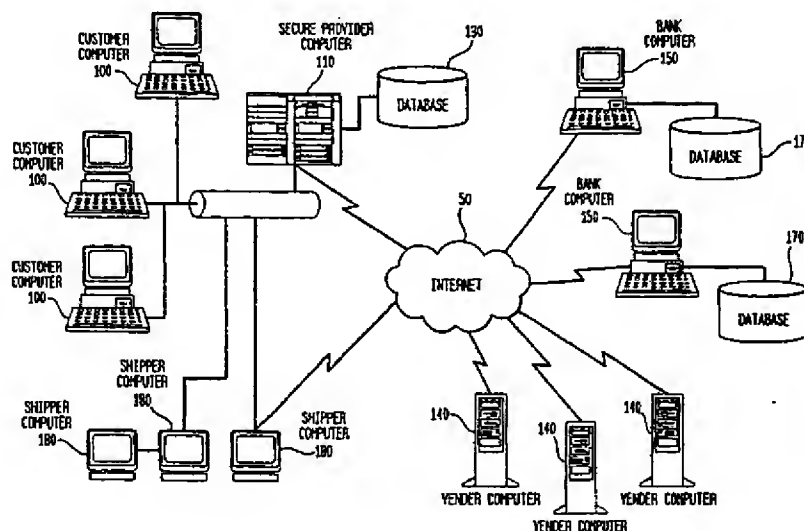 CUSTOMER
COMPUTER
100
SECURE PROVIDER
COMPUTER
110
130
DATABASE
BANK
COMPUTER
150
DATABASE
CUSTOMER
COMPUTER
100
CUSTOMER
COMPUTER
100
50
INTERNET
BANK
COMPUTER
150
170
DATABASE
SHIPPER
COMPUTER
180
SHIPPER
COMPUTER
180
SHIPPER
COMPUTER
180
140
140
140
VENDER COMPUTER
VENDER COMPUTER
VENDER COMPUTER